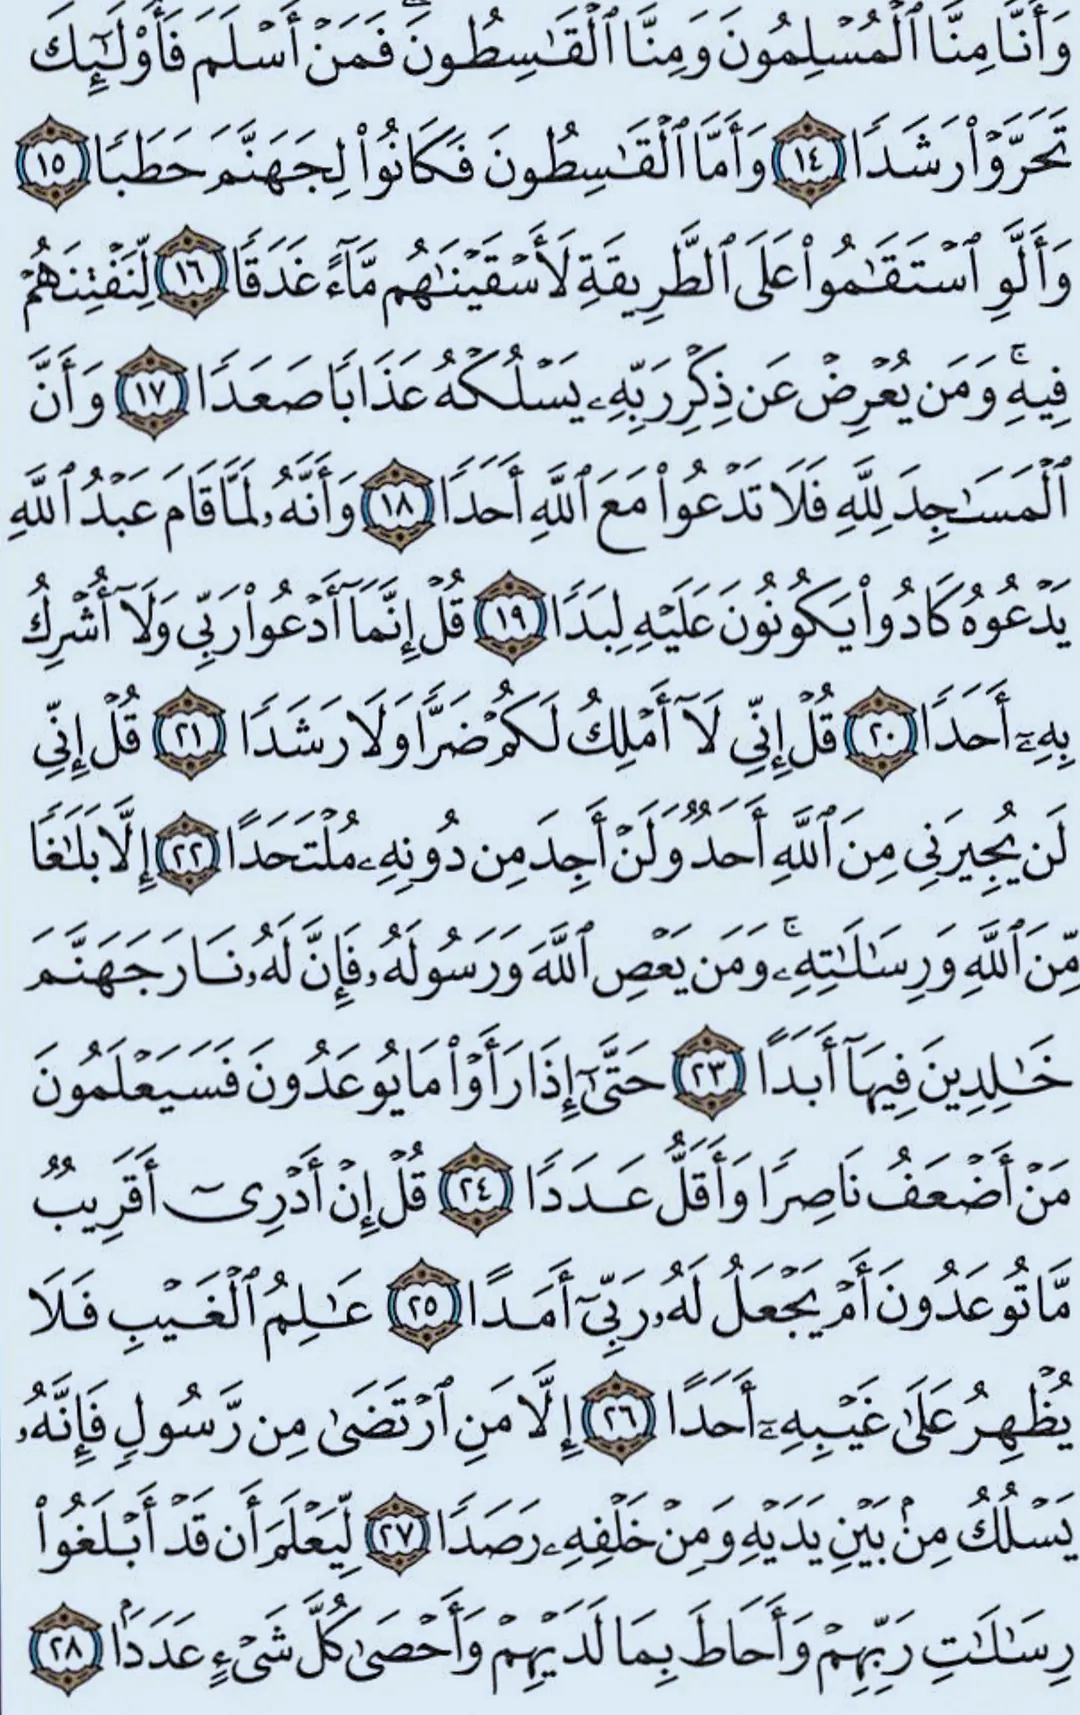 وَأَنَّا مِنَّا ٱلْمُسْلِمُونَ وَمِنَّا ٱلْقَٰسِطُونَ فَمَنْ أَسْلَمَ فَأُو۟لَٰٓئِكَ
تَحَرَّوْا۟ رَشَدًا ١٤ وَأَمَّا ٱلْقَٰسِطُونَ فَكَانُوا۟ لِجَهَنَّمَ حَطَبًا ١٥
وَأَلَّوِ ٱسْتَقَٰمُوا۟ عَلَى ٱلطَّرِيقَةِ لَأَسْقَيْنَٰهُم مَّآءً غَدَقًا ١٦ لِّنَفْتِنَهُمْ
فِيهِ ۚ وَمَن يُعْرِضْ عَن ذِكْرِ رَبِّهِۦ يَسْلُكْهُ عَذَابًا صَعَدًا ١٧ وَأَنَّ
ٱلْمَسَٰجِدَ لِلَّهِ فَلَا تَدْعُوا۟ مَعَ ٱللَّهِ أَحَدًا ١٨ وَأَنَّهُۥ لَمَّا قَامَ عَبْدُ ٱللَّهِ
يَدْعُوهُ كَادُوا۟ يَكُونُونَ عَلَيْهِ لِبَدًا ١٩ قُلْ إِنَّمَآ أَدْعُوا۟ رَبِّى وَلَآ أُشْرِكُ
بِهِۦٓ أَحَدًا ٢٠ قُلْ إِنِّى لَآ أَمْلِكُ لَكُمْ ضَرًّا وَلَا رَشَدًا ٢١ قُلْ إِنِّى
لَن يُجِيرَنِى مِنَ ٱللَّهِ أَحَدٌ وَلَنْ أَجِدَ مِن دُونِهِۦ مُلْتَحَدًا ٢٢ إِلَّا بَلَٰغًا
مِّنَ ٱللَّهِ وَرِسَٰلَٰتِهِۦ ۚ وَمَن يَعْصِ ٱللَّهَ وَرَسُولَهُۥ فَإِنَّ لَهُۥ نَارَ جَهَنَّمَ
خَٰلِدِينَ فِيهَآ أَبَدًا ٢٣ حَتَّىٰٓ إِذَا رَأَوْا۟ مَا يُوعَدُونَ فَسَيَعْلَمُونَ
مَنْ أَضْعَفُ نَاصِرًا وَأَقَلُّ عَدَدًا ٢٤ قُلْ إِنْ أَدْرِىٓ أَقَرِيبٌ
مَّا تُوعَدُونَ أَمْ يَجْعَلُ لَهُۥ رَبِّىٓ أَمَدًا ٢٥ عَٰلِمُ ٱلْغَيْبِ فَلَا
يُظْهِرُ عَلَىٰ غَيْبِهِۦٓ أَحَدًا ٢٦ إِلَّا مَنِ ٱرْتَضَىٰ مِن رَّسُولٍ فَإِنَّهُۥ
يَسْلُكُ مِنۢ بَيْنِ يَدَيْهِ وَمِنْ خَلْفِهِۦ رَصَدًا ٢٧ لِّيَعْلَمَ أَن قَدْ أَبْلَغُوا۟
رِسَٰلَٰتِ رَبِّهِمْ وَأَحَاطَ بِمَا لَدَيْهِمْ وَأَحْصَىٰ كُلَّ شَىْءٍ عَدَدًۢا ٢٨